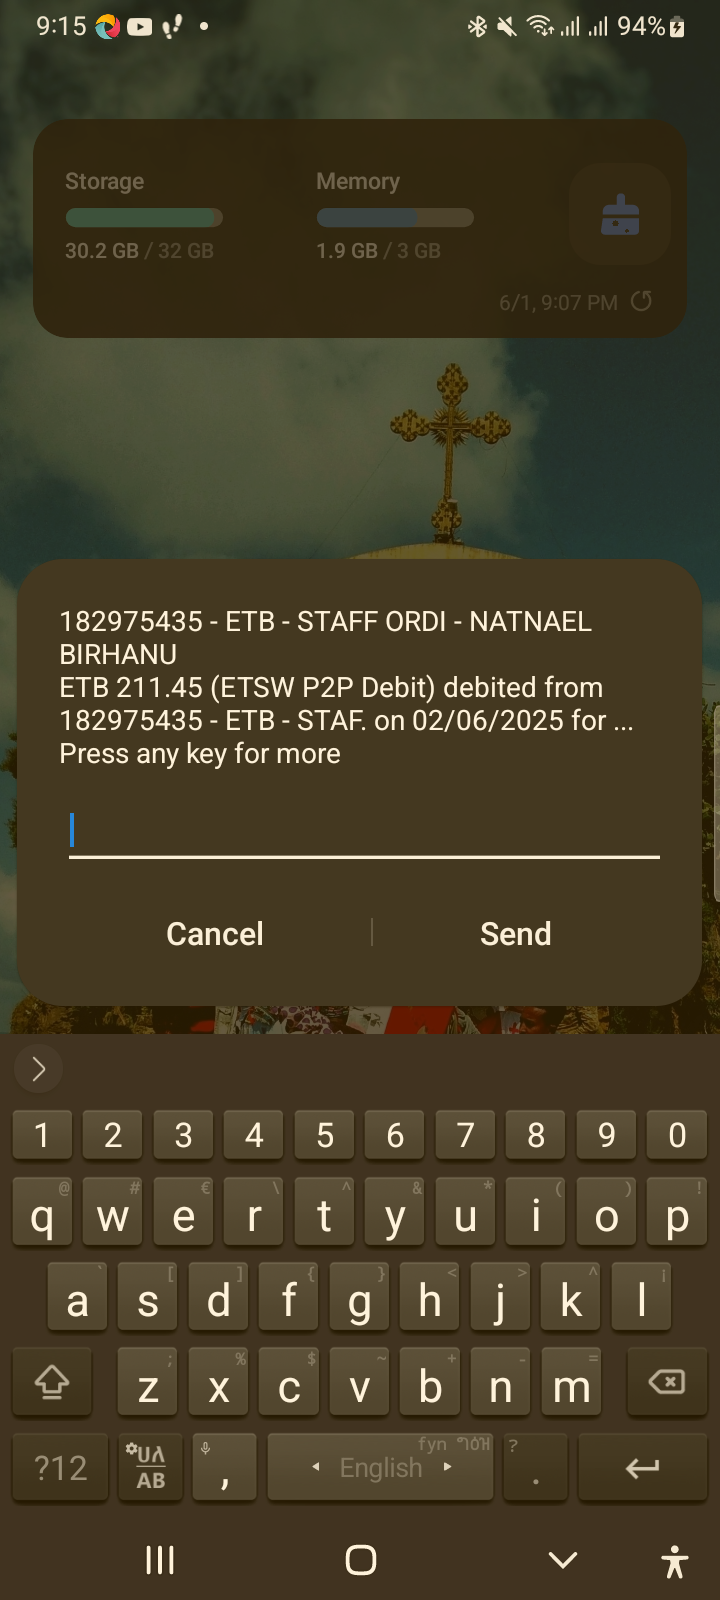 9:15 94%
Storage Memory
30.2 GB / 32 GB 1.9 GB / 3 GB
6/1, 9:07 PM
182975435 - ETB - STAFF ORDI - NATNAEL
BIRHANU
ETB 211.45 (ETSW P2P Debit) debited from
182975435 - ETB - STAF. on 02/06/2025 for ...
Press any key for more
Cancel Send
1 2 3 4 5 6 7 8 9 0
@ # € \ ^ & * ( ) !
q w e r t y u i o p
` [ ] { } < > ^ ¡
a s d f g h j k l
; % $ ~ + - =
z x c v b n m
fyn ?
?12 AB , English .